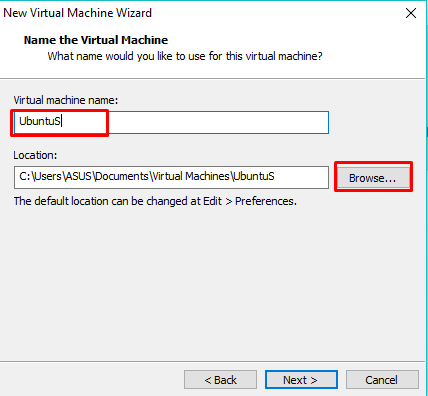 New Virtual Machine Wizard
Name the Virtual Machine
What name would you like to use for this virtual machine?
Virtual machine name:
UbuntuS
Location:
C:\Users\ASUS\Documents\Virtual Machines\UbuntuS
Browse...
The default location can be changed at Edit > Preferences.
< Back
Next >
Cancel